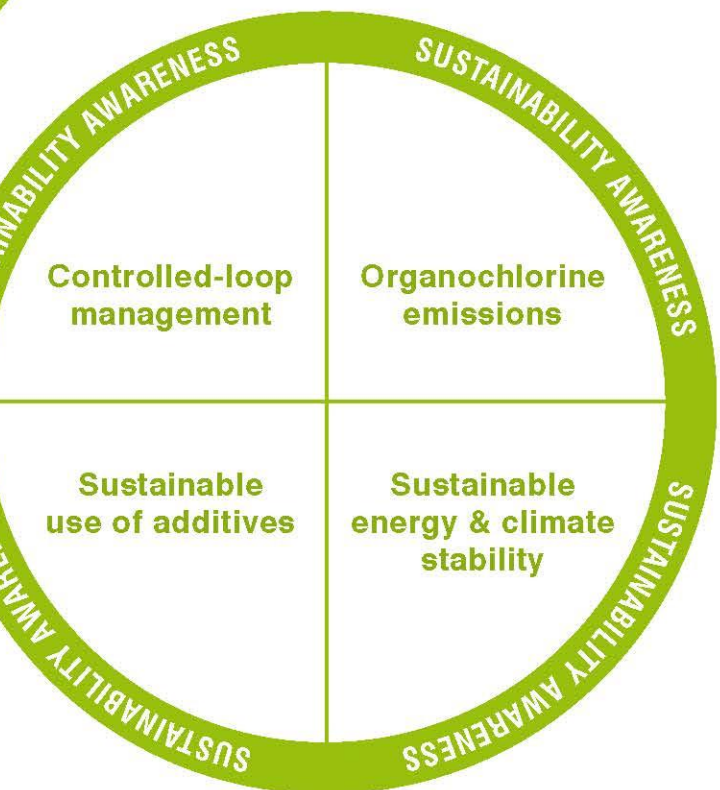 AWARENESS
SUSTAINABILITY AWARENESS
Controlled-loop
management
Organochlorine
emissions
Sustainable
use of additives
Sustainable
energy & climate
stability
SUSTAINABILITY
SUSTAINABILITY AWARENESS